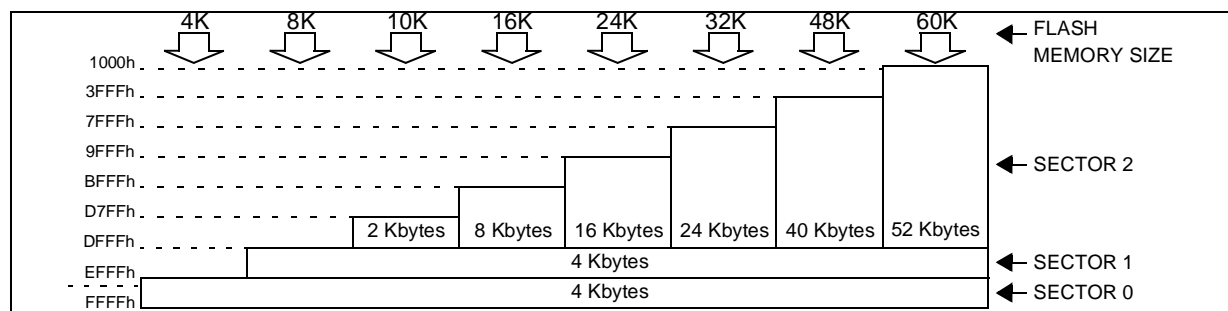 4K 8K 10K 16K 24K 32K 48K 60K
FLASH
MEMORY SIZE
1000h
3FFFh
7FFFh
9FFFh
BFFFh
SECTOR 2
D7FFh
2 Kbytes 8 Kbytes 16 Kbytes 24 Kbytes 40 Kbytes 52 Kbytes
DFFFh
4 Kbytes
SECTOR 1
EFFFh
4 Kbytes
SECTOR 0
FFFFh